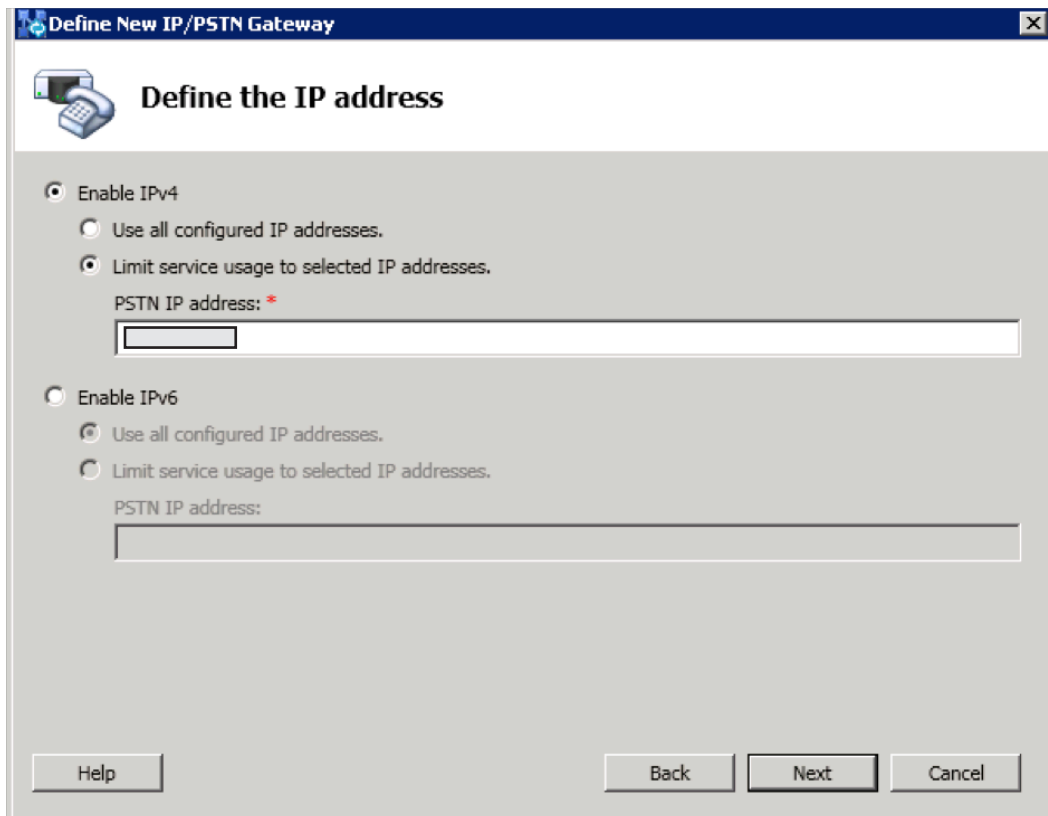 Define New IP/PSTN Gateway
Define the IP address
Enable IPv4
Use all configured IP addresses.
Limit service usage to selected IP addresses.
PSTN IP address: *
Enable IPv6
Use all configured IP addresses.
Limit service usage to selected IP addresses.
PSTN IP address:
Help Back Next Cancel